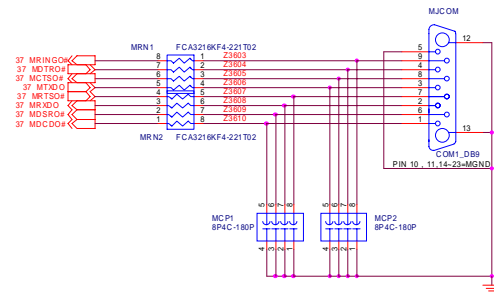 MJCOM
MRN1 FCA3216KF4-221T02
12
5
37 MRINGO# 8 1 Z3603 9
37 MDTRO# 7 2 Z3604 4
37 MCTSO# 6 3 Z3605 8
37 MTXDO 5 4 Z3606 3
37 MRTSO# 4 5 Z3607 7
37 MRXDO 3 6 Z3608 2
37 MDSRO# 2 7 Z3609 6
37 MDCDO# 1 8 Z3610 1
13
MRN2 FCA3216KF4-221T02
COM1_DB9
PIN 10 , 11,14~23=MGND
5 6 7 8 5 6 7 8
MCP1
8P4C-180P
MCP2
8P4C-180P
4 3 2 1 4 3 2 1